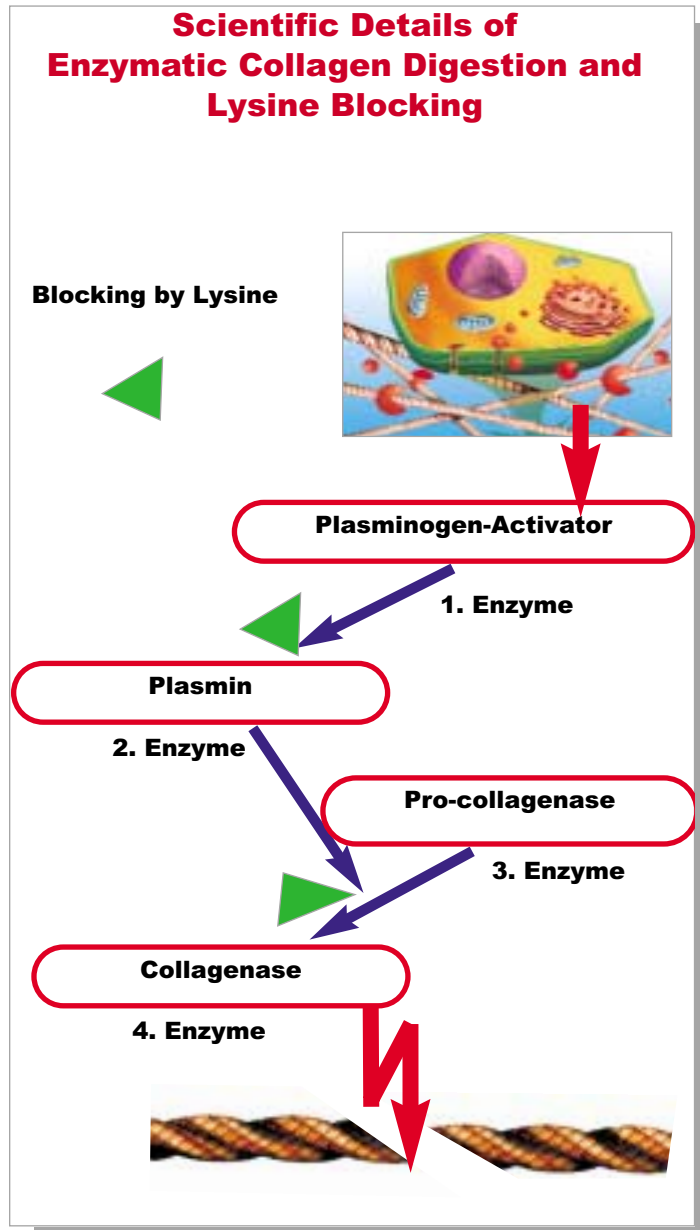 Scientific Details of
Enzymatic Collagen Digestion and
Lysine Blocking
Blocking by Lysine
Plasminogen-Activator
1. Enzyme
Plasmin
2. Enzyme
Pro-collagenase
3. Enzyme
Collagenase
4. Enzyme